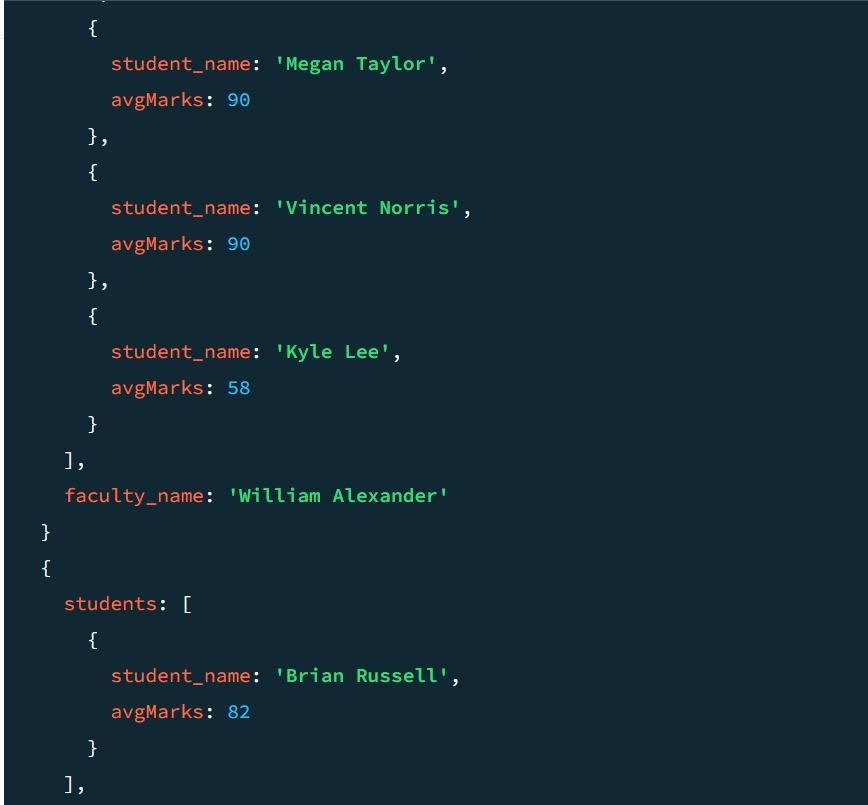 {
student_name: 'Megan Taylor',
avgMarks: 90
},
{
student_name: 'Vincent Norris',
avgMarks: 90
},
{
student_name: 'Kyle Lee',
avgMarks: 58
}
],
faculty_name: 'William Alexander'
}
{
students: [
{
student_name: 'Brian Russell',
avgMarks: 82
}
],